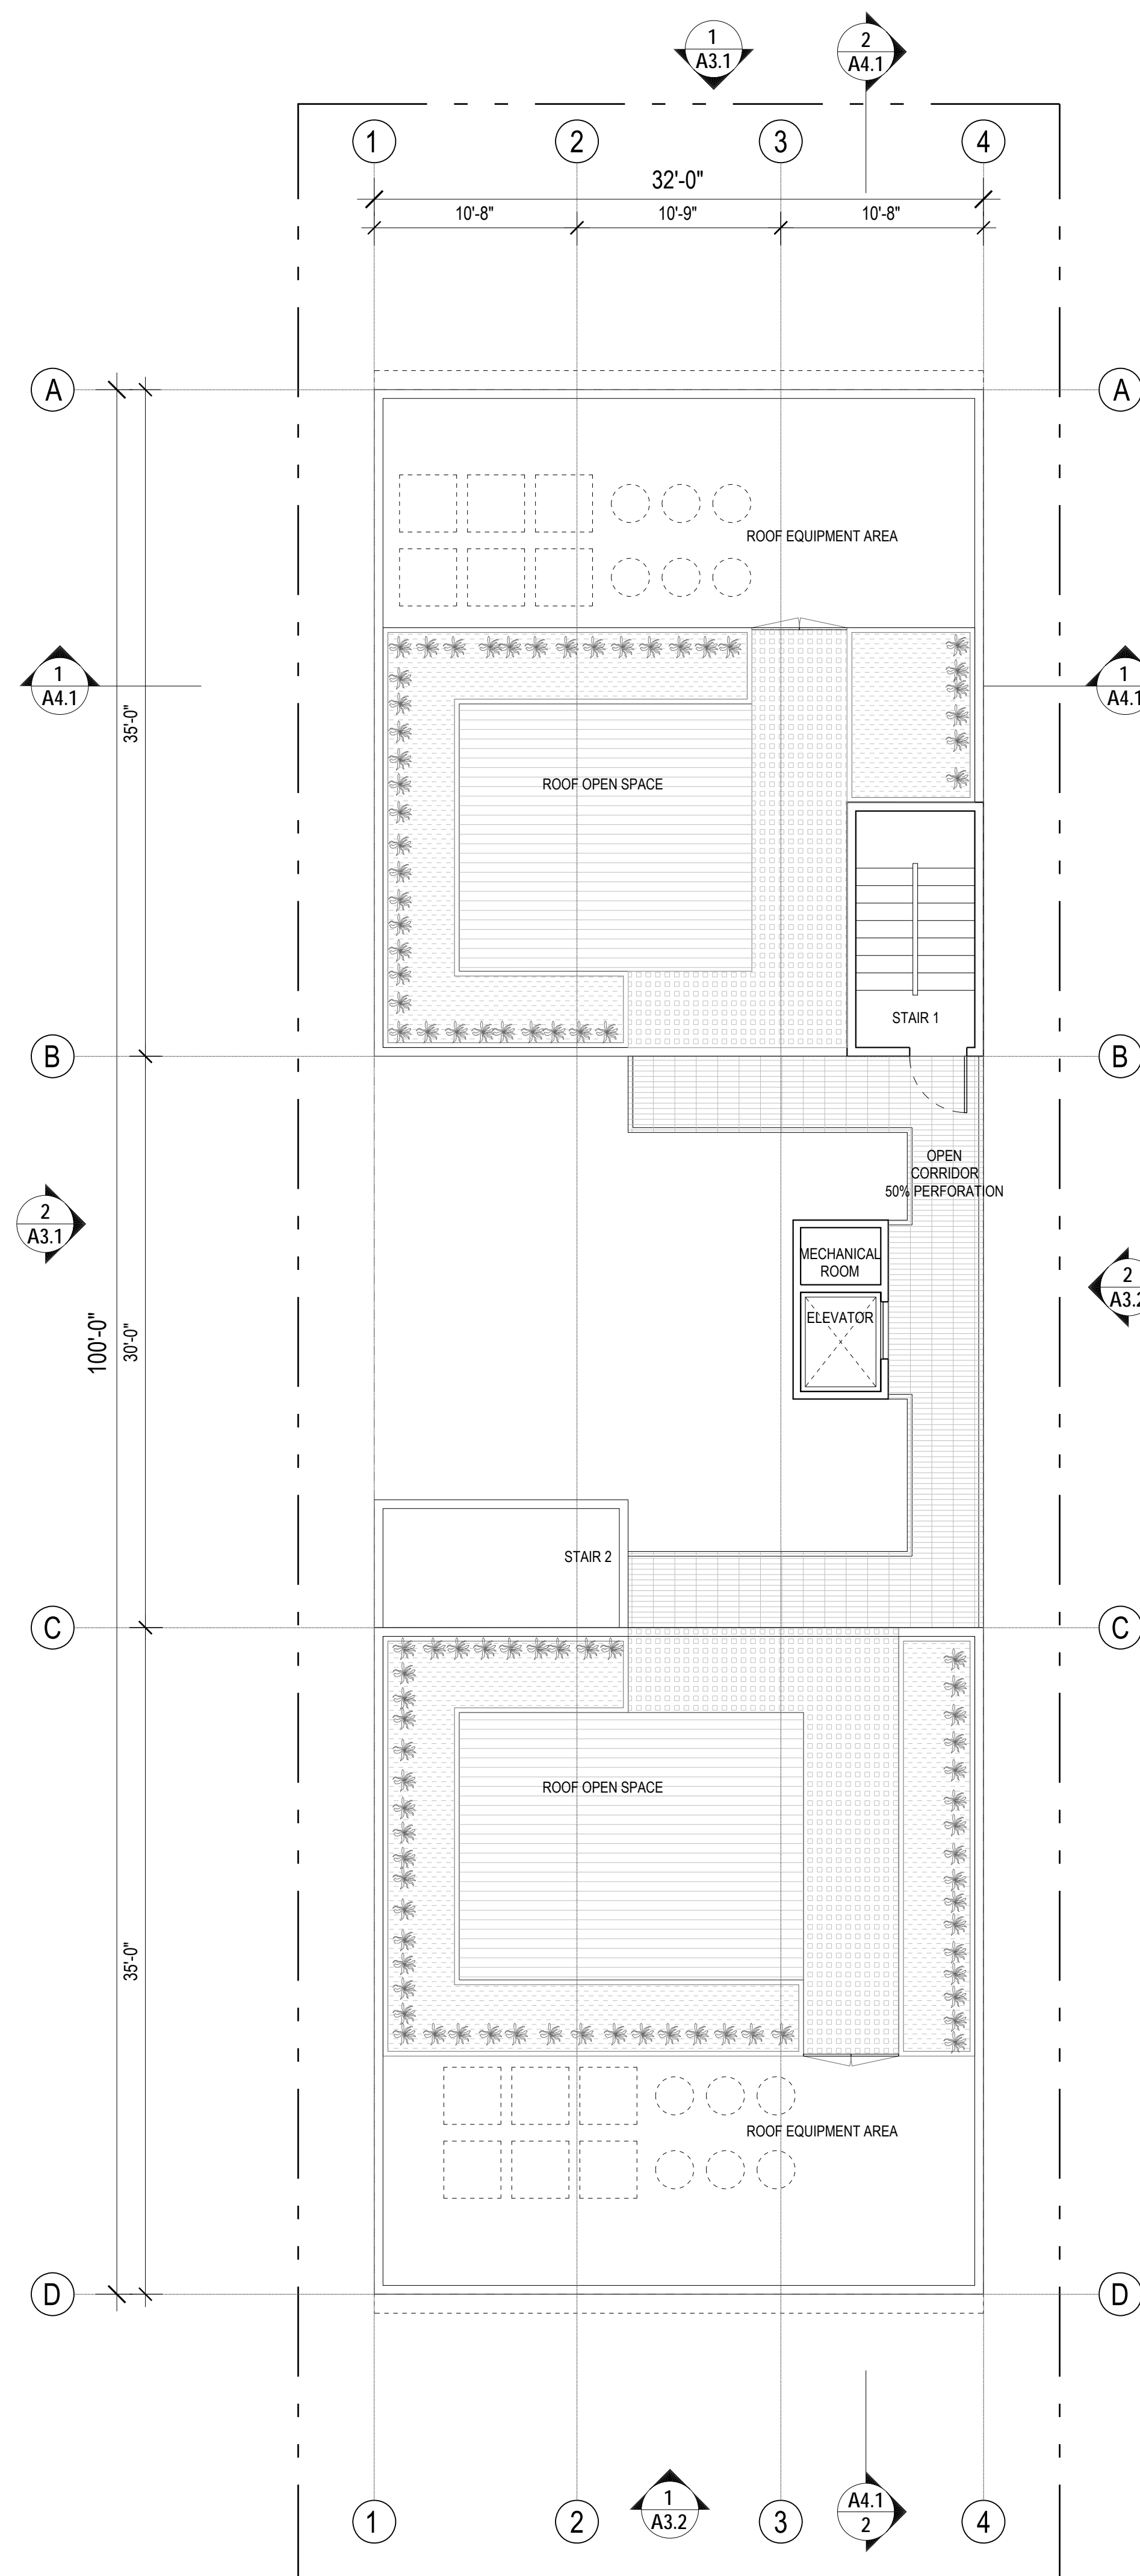 1
A3.1
2
A4.1
1
2
3
4
32'-0"
10'-8"
10'-9"
10'-8"
A
A
ROOF EQUIPMENT AREA
1
A4.1
1
A4.1
35'-0"
ROOF OPEN SPACE
STAIR 1
B
B
OPEN
CORRIDOR
50% PERFORATION
2
A3.1
MECHANICAL
ROOM
2
A3.2
ELEVATOR
100'-0"
30'-0"
STAIR 2
C
C
ROOF OPEN SPACE
35'-0"
ROOF EQUIPMENT AREA
D
D
1
2
1
A3.2
3
A4.1
2
4